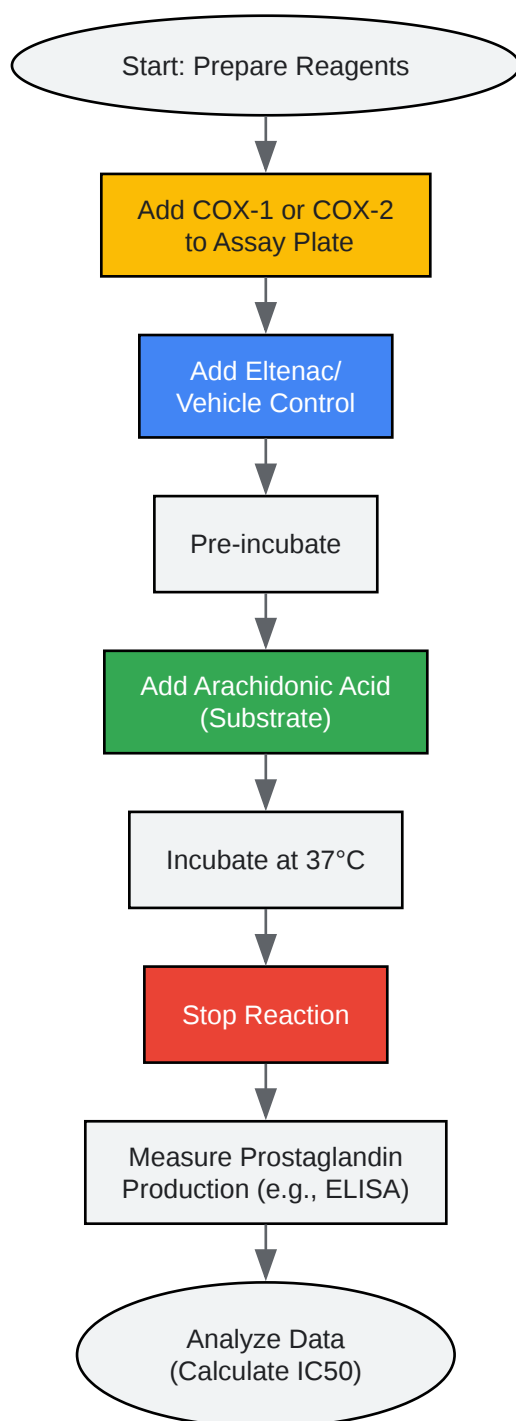 Start: Prepare Reagents
Add COX-1 or COX-2
to Assay Plate
Add Eltenac/
Vehicle Control
Pre-incubate
Add Arachidonic Acid
(Substrate)
Incubate at 37°C
Stop Reaction
Measure Prostaglandin
Production (e.g., ELISA)
Analyze Data
(Calculate IC50)